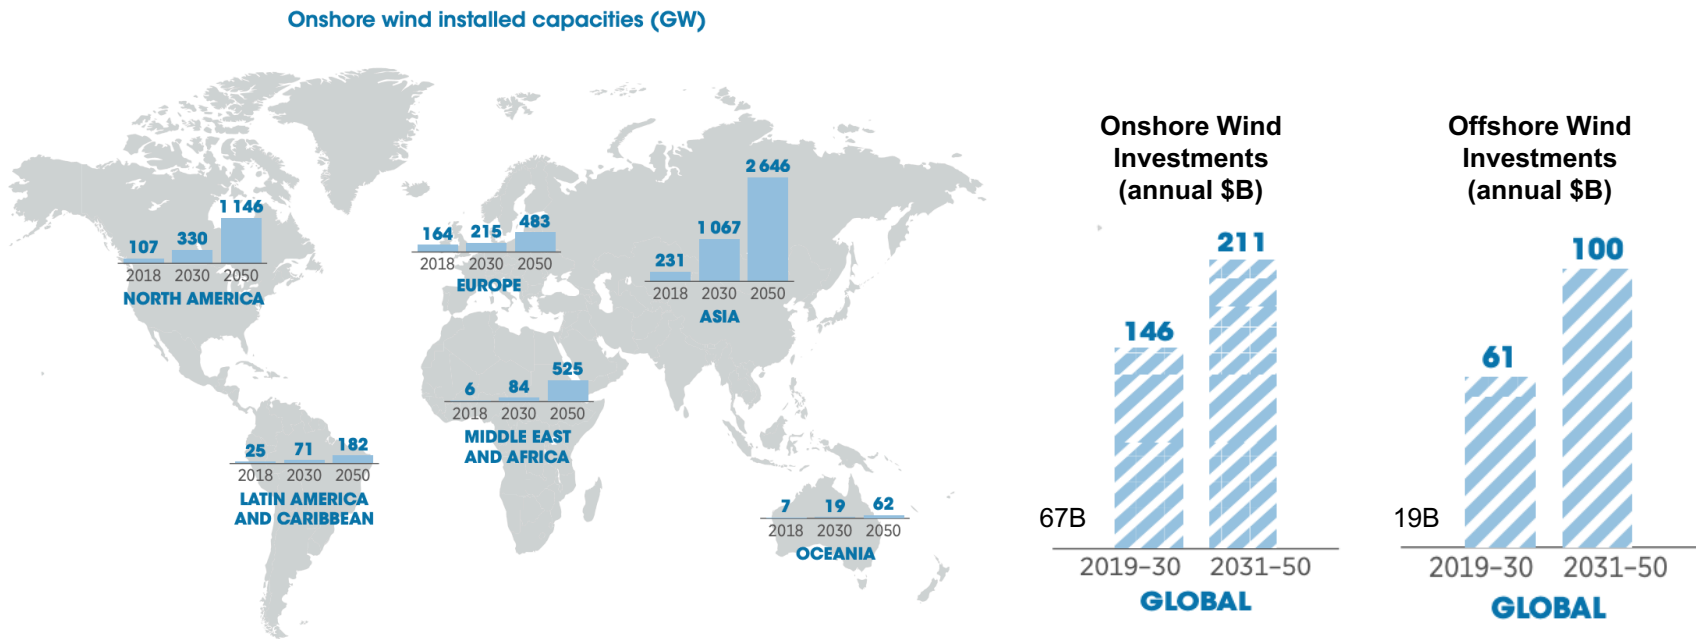 Onshore wind installed capacities (GW)
1 146
330
107
2018 2030 2050
NORTH AMERICA
483
215
164
2018 2030 2050
EUROPE
2 646
1 067
231
2018 2030 2050
ASIA
525
84
6
2018 2030 2050
MIDDLE EAST
AND AFRICA
182
71
25
2018 2030 2050
LATIN AMERICA
AND CARIBBEAN
7 19 62
2018 2030 2050
OCEANIA
Onshore Wind
Investments
(annual $B)
211
146
67B
2019-30 2031-50
GLOBAL
Offshore Wind
Investments
(annual $B)
100
61
19B
2019-30 2031-50
GLOBAL